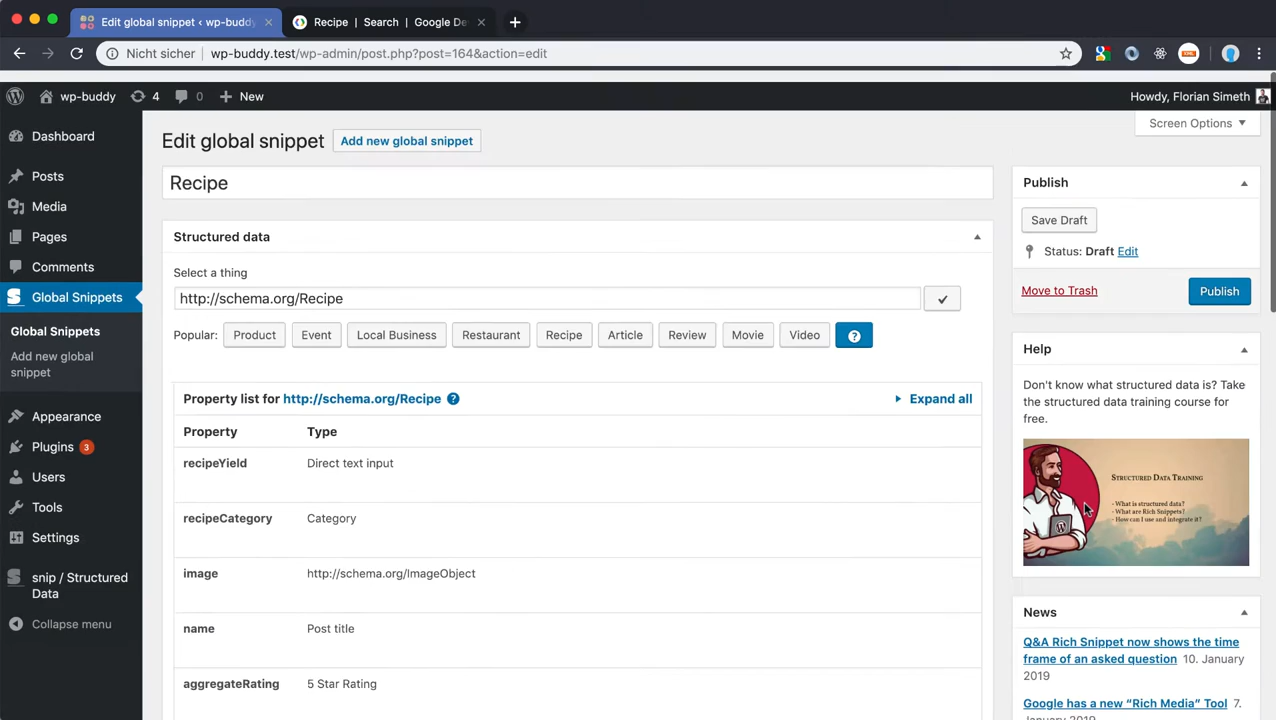 Edit global snippet ‹ wp-buddy
Recipe | Search | Google De
Nicht sicher
wp-buddy.test/wp-admin/post.php?post=164&action=edit
wp-buddy
4
0
New
Howdy, Florian Simeth
Dashboard
Posts
Media
Pages
Comments
Global Snippets
Global Snippets
Add new global
snippet
Appearance
Plugins 3
Users
Tools
Settings
snip / Structured
Data
Collapse menu
Screen Options
Edit global snippet
Add new global snippet
Recipe
Structured data
Select a thing
http://schema.org/Recipe
Popular: Product Event Local Business Restaurant Recipe Article Review Movie Video ?
Property list for http://schema.org/Recipe ?
Expand all
Property Type
recipeYield Direct text input
recipeCategory Category
image http://schema.org/ImageObject
name Post title
aggregateRating 5 Star Rating
Publish
Save Draft
Status: Draft Edit
Move to Trash
Publish
Help
Don't know what structured data is? Take
the structured data training course for
free.
Structured Data Training
- What is structured data?
- What are Rich Snippets?
- How can I use and integrate it?
News
Q&A Rich Snippet now shows the time
frame of an asked question 10. January
2019
Google has a new “Rich Media” Tool 7.